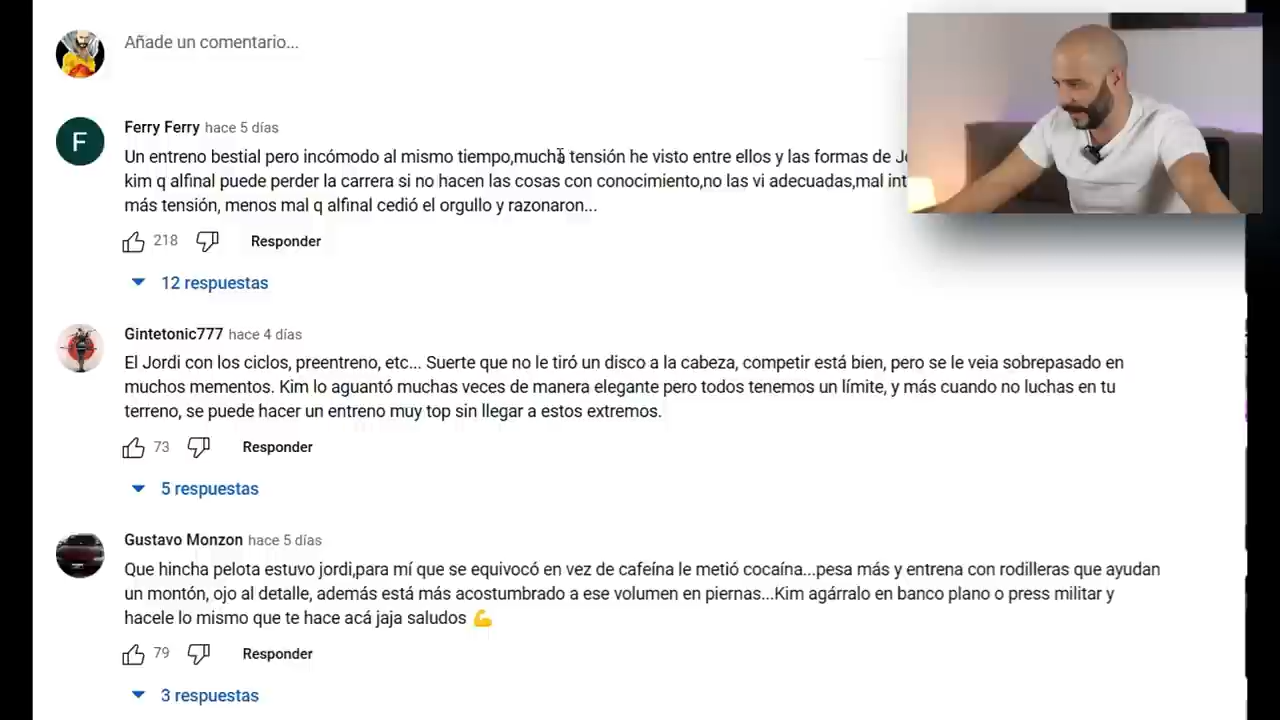 Añade un comentario...
F
Ferry Ferry hace 5 días
Un entreno bestial pero incómodo al mismo tiempo,mucha tensión he visto entre ellos y las formas de
kim q alfinal puede perder la carrera si no hacen las cosas con conocimiento,no las vi adecuadas,mal
más tensión, menos mal q alfinal cedió el orgullo y razonaron...
218 Responder
12 respuestas
Gintetonic777 hace 4 días
El Jordi con los ciclos, preentreno, etc... Suerte que no le tiró un disco a la cabeza, competir está bien, pero se le veia sobrepasado en
muchos mementos. Kim lo aguantó muchas veces de manera elegante pero todos tenemos un límite, y más cuando no luchas en tu
terreno, se puede hacer un entreno muy top sin llegar a estos extremos.
73 Responder
5 respuestas
Gustavo Monzon hace 5 días
Que hincha pelota estuvo jordi,para mí que se equivocó en vez de cafeína le metió cocaína...pesa más y entrena con rodilleras que ayudan
un montón, ojo al detalle, además está más acostumbrado a ese volumen en piernas...Kim agárralo en banco plano o press militar y
hacele lo mismo que te hace acá jaja saludos 💪
79 Responder
3 respuestas